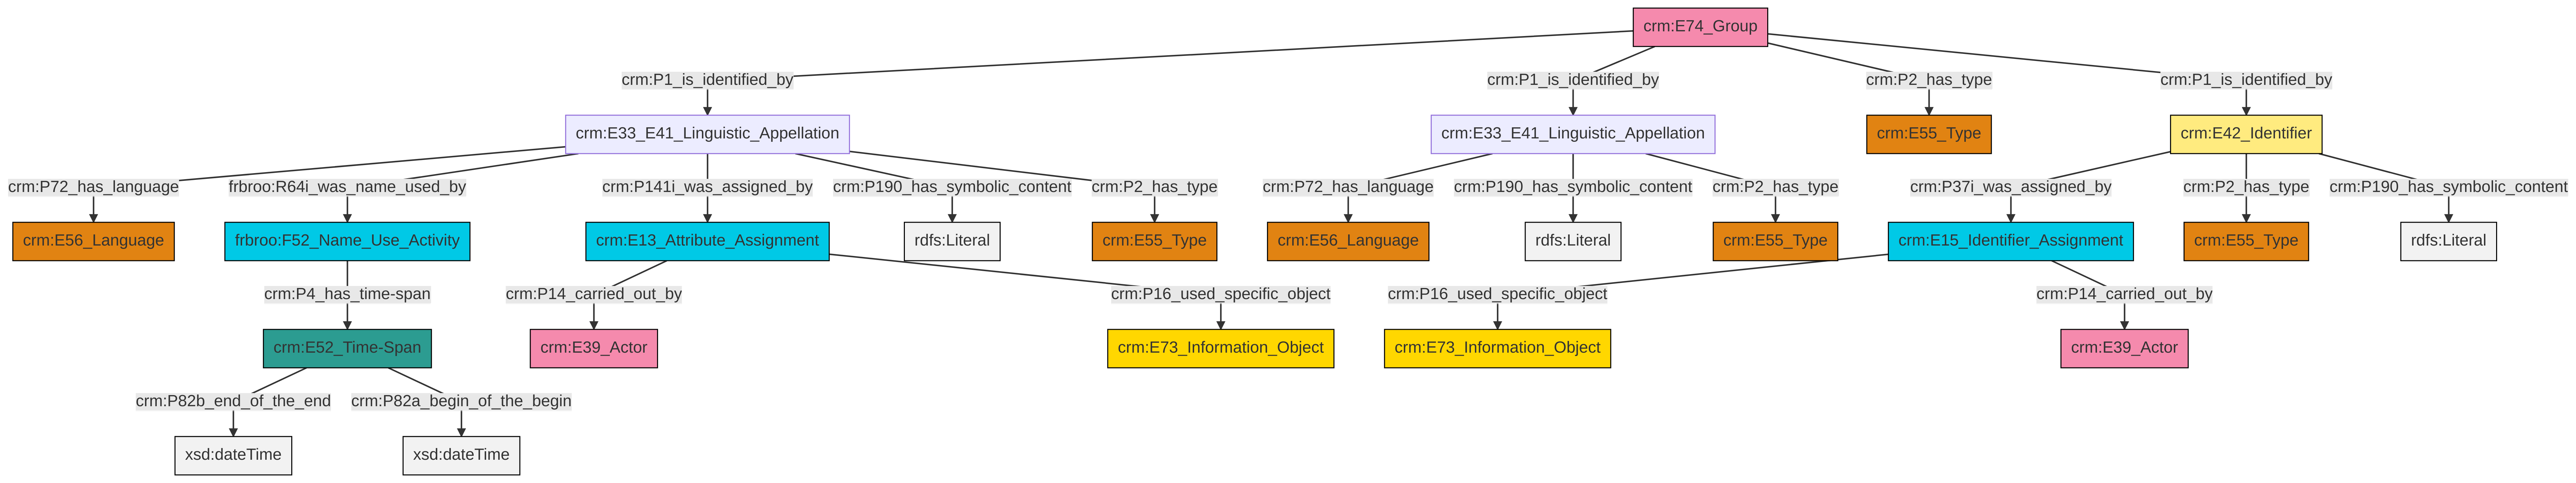 crm:E74_Group
crm:P1_is_identified_by
crm:P1_is_identified_by
crm:P2_has_type
crm:P1_is_identified_by
crm:E33_E41_Linguistic_Appellation
crm:E33_E41_Linguistic_Appellation
crm:E55_Type
crm:E42_Identifier
crm:P72_has_language
frbroo:R64i_was_name_used_by
crm:P141i_was_assigned_by
crm:P190_has_symbolic_content
crm:P2_has_type
crm:P72_has_language
crm:P190_has_symbolic_content
crm:P2_has_type
crm:P37i_was_assigned_by
crm:P2_has_type
crm:P190_has_symbolic_content
crm:E56_Language
frbroo:F52_Name_Use_Activity
crm:E13_Attribute_Assignment
rdfs:Literal
crm:E55_Type
crm:E56_Language
rdfs:Literal
crm:E55_Type
crm:E15_Identifier_Assignment
crm:E55_Type
rdfs:Literal
crm:P4_has_time-span
crm:P14_carried_out_by
crm:P16_used_specific_object
crm:P16_used_specific_object
crm:P14_carried_out_by
crm:E52_Time-Span
crm:E39_Actor
crm:E73_Information_Object
crm:E73_Information_Object
crm:E39_Actor
crm:P82b_end_of_the_end
crm:P82a_begin_of_the_begin
xsd:dateTime
xsd:dateTime